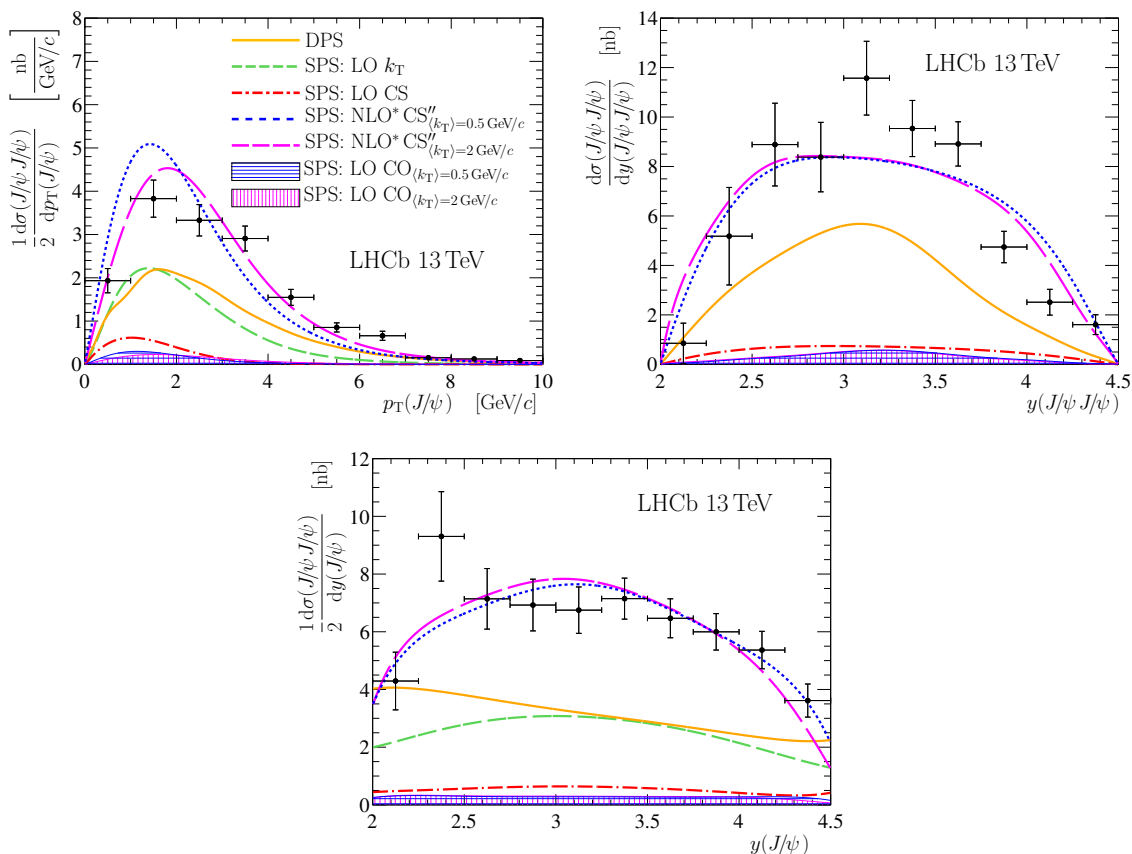 1/2 dσ(J/ψ J/ψ)/dp_T(J/ψ) [nb/GeV/c]
8
7
6
5
4
3
2
1
0
DPS
SPS: LO k_T
SPS: LO CS
SPS: NLO* CS″⟨k_T⟩=0.5 GeV/c
SPS: NLO* CS″⟨k_T⟩=2 GeV/c
SPS: LO CO⟨k_T⟩=0.5 GeV/c
SPS: LO CO⟨k_T⟩=2 GeV/c
LHCb 13 TeV
0 2 4 6 8 10
p_T(J/ψ) [GeV/c]
dσ(J/ψ J/ψ)/dy(J/ψ J/ψ) [nb]
14
12
10
8
6
4
2
0
LHCb 13 TeV
2 2.5 3 3.5 4 4.5
y(J/ψ J/ψ)
1/2 dσ(J/ψ J/ψ)/dy(J/ψ) [nb]
12
10
8
6
4
2
0
LHCb 13 TeV
2 2.5 3 3.5 4 4.5
y(J/ψ)